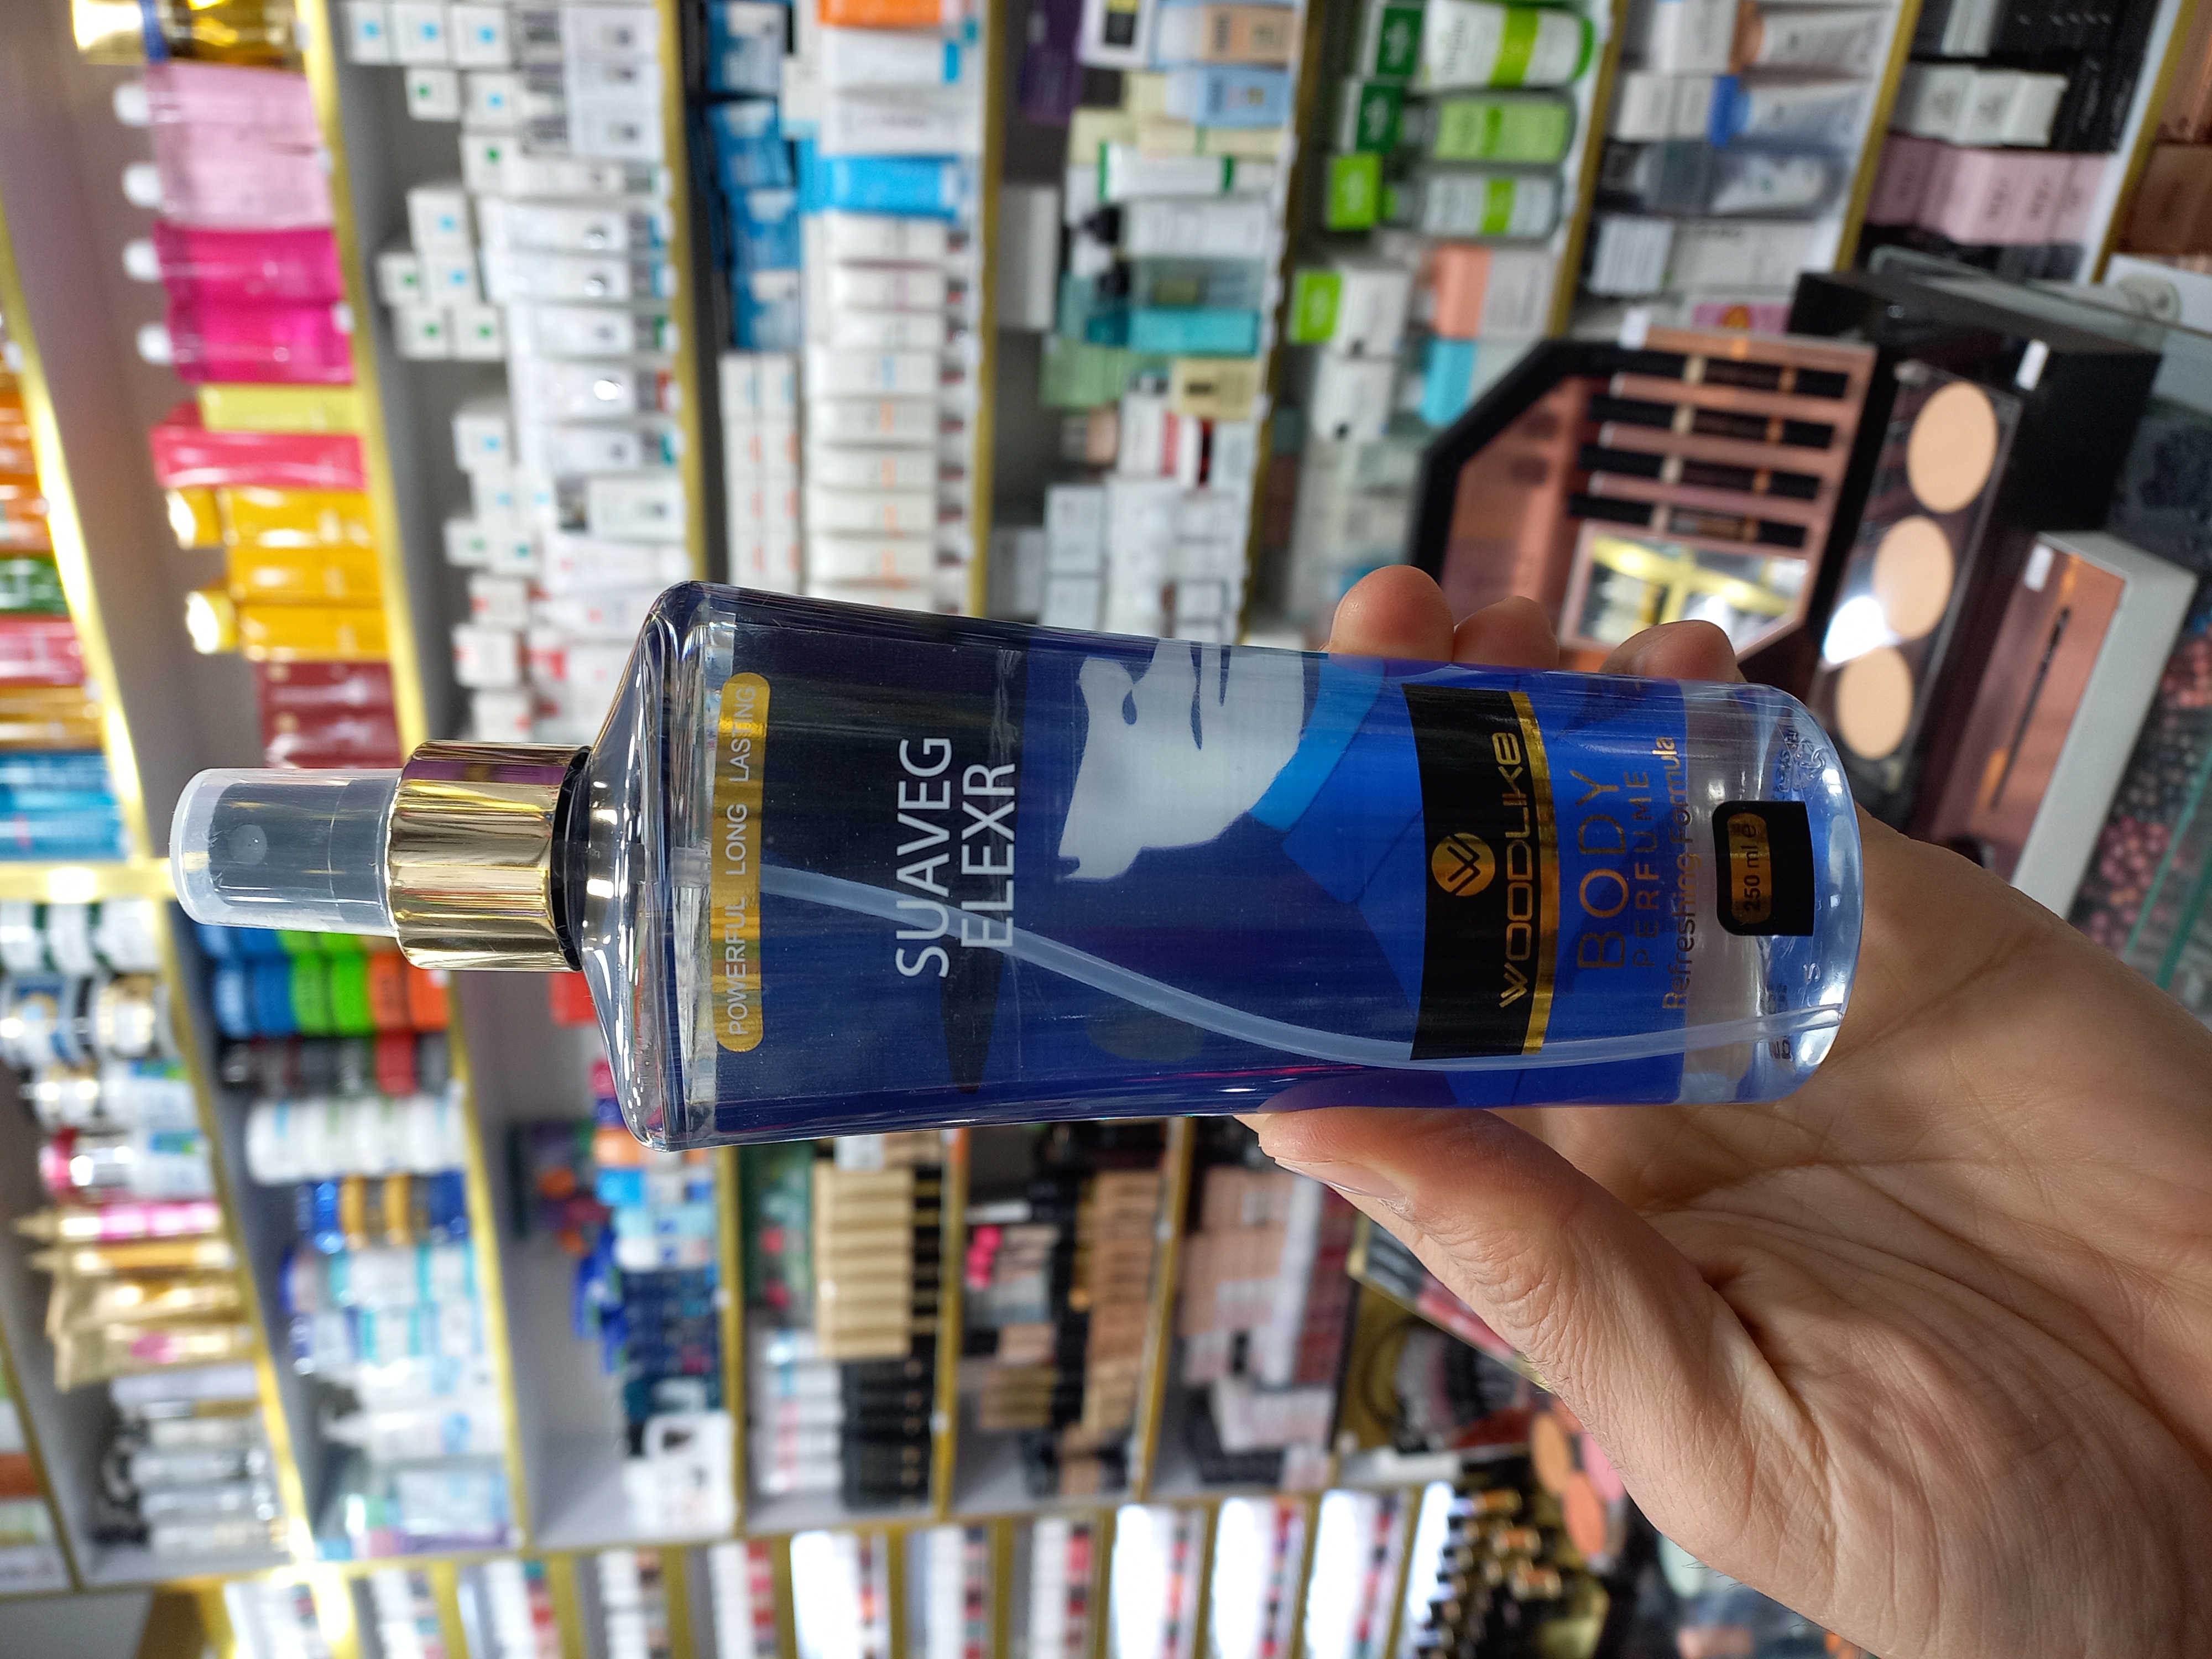 POWERFUL LONG LASTING
SUAVEG
ELEXR
WOODLIKE
BODY
PERFUME
Refreshing Formula
250 ml e